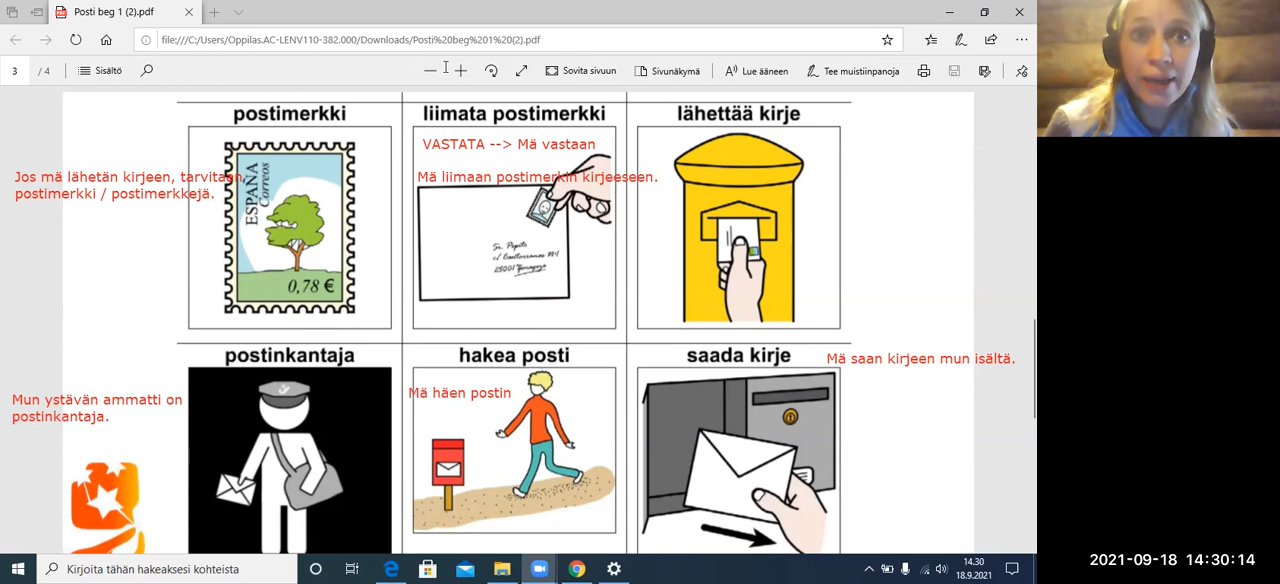 Posti beg 1 (2).pdf
file:///C:/Users/Oppilas.AC-LENV110-382.000/Downloads/Posti%20beg%201%20(2).pdf
3 / 4
Sisältö
Sovita sivuun
Sivunäkymä
A Lue ääneen
Tee muistiinpanoja
postimerkki
liimata postimerkki
lähettää kirje
VASTATA --> Mä vastaan
Jos mä lähetän kirjeen, tarvitaan
postimerkki / postimerkkejä.
Mä liimaan postimerkin kirjeeseen.
ESPAÑA
Correos
0,78 €
Sr. Pepito
postinkantaja
hakea posti
saada kirje
Mä saan kirjeen mun isältä.
Mun ystävän ammatti on
postinkantaja.
Mä häen postin
Kirjoita tähän hakeaksesi kohteista
14.30
18.9.2021
2021-09-18 14:30:14